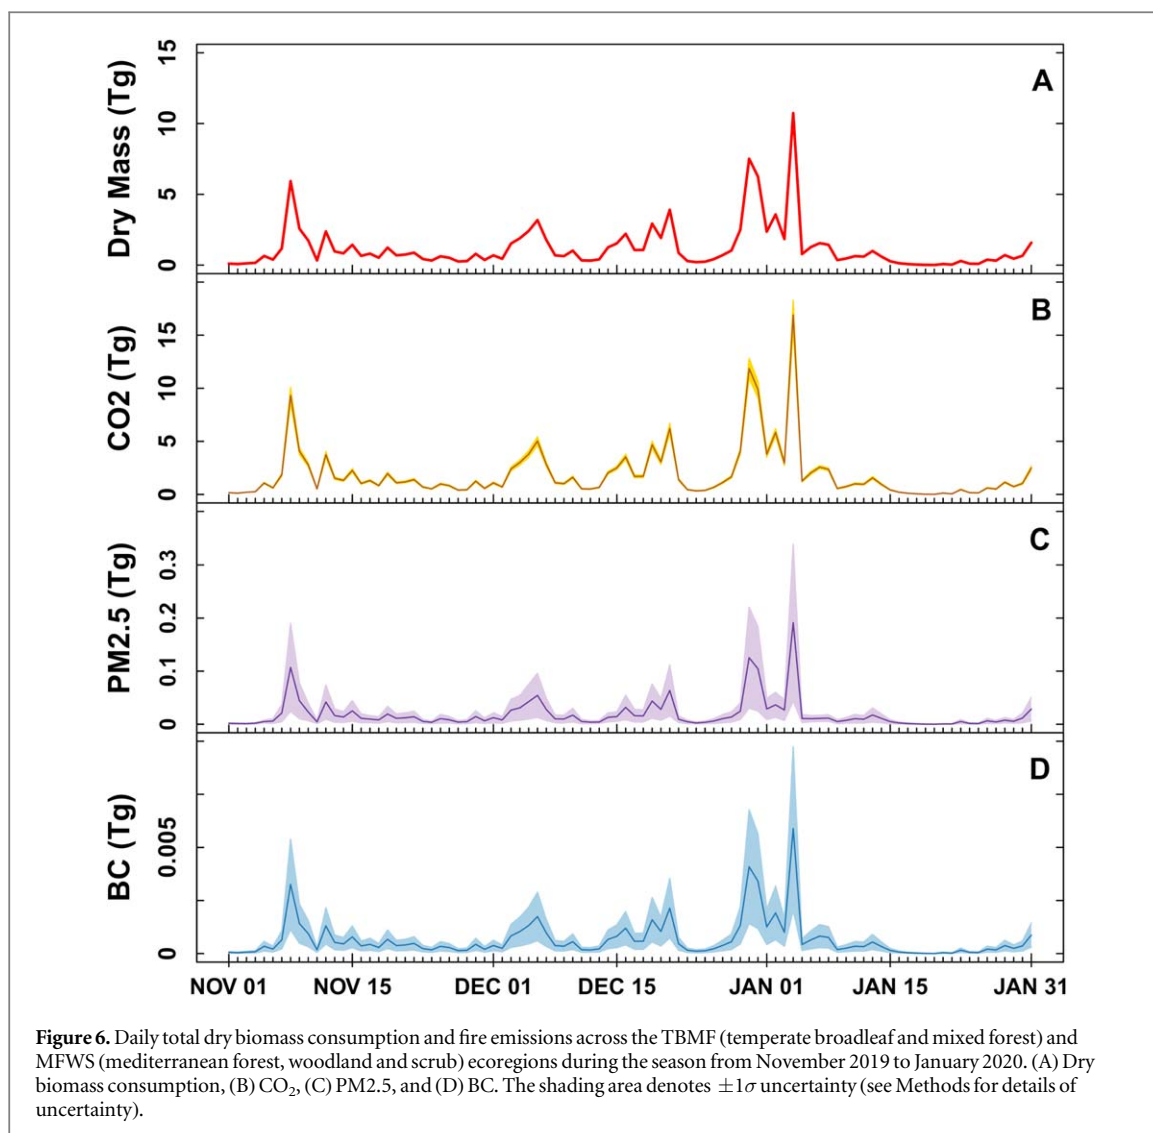 A
Dry Mass (Tg)
15
10
5
0
B
CO2 (Tg)
15
10
5
0
C
PM2.5 (Tg)
0.3
0.2
0.1
0
D
BC (Tg)
0.005
0
NOV 01 NOV 15 DEC 01 DEC 15 JAN 01 JAN 15 JAN 31
Figure 6. Daily total dry biomass consumption and fire emissions across the TBMF (temperate broadleaf and mixed forest) and
MFWS (mediterranean forest, woodland and scrub) ecoregions during the season from November 2019 to January 2020. (A) Dry
biomass consumption, (B) CO₂, (C) PM2.5, and (D) BC. The shading area denotes ±1σ uncertainty (see Methods for details of
uncertainty).